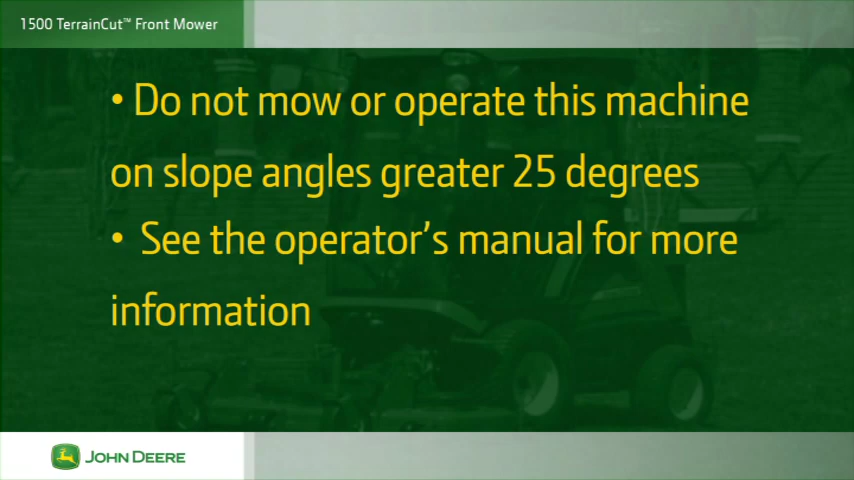 1500 TerrainCut™ Front Mower
• Do not mow or operate this machine
on slope angles greater 25 degrees
• See the operator's manual for more
information
JOHN DEERE